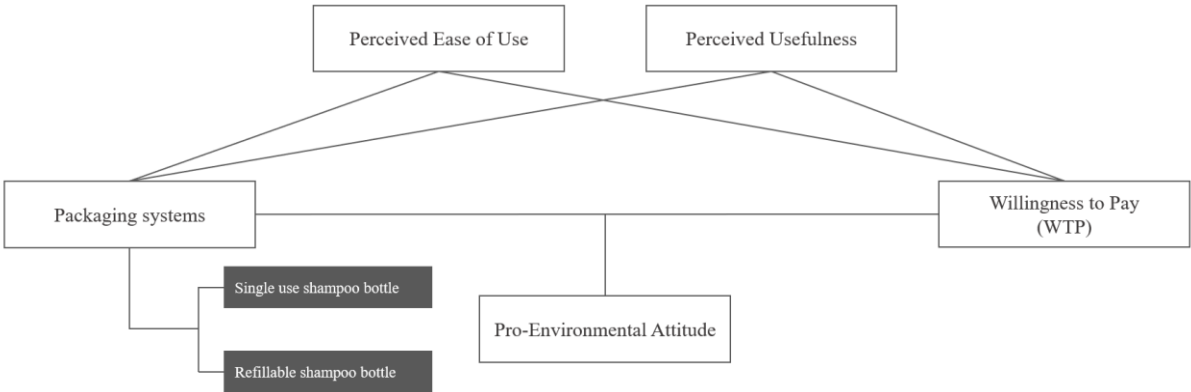 Perceived Ease of Use
Perceived Usefulness
Packaging systems
Willingness to Pay
(WTP)
Single use shampoo bottle
Pro-Environmental Attitude
Refillable shampoo bottle